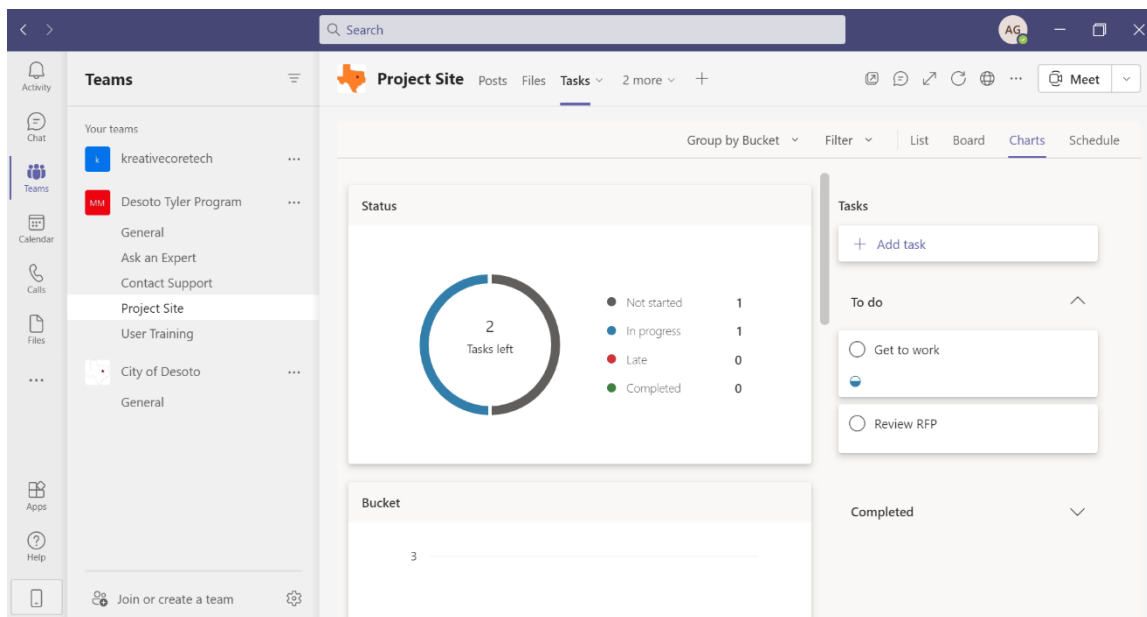 Search
AG
Activity
Chat
Teams
Calendar
Calls
Files
Apps
Help
Teams
Your teams
k kreativecoretech
MM Desoto Tyler Program
General
Ask an Expert
Contact Support
Project Site
User Training
City of Desoto
General
Join or create a team
Project Site Posts Files Tasks 2 more
Meet
Group by Bucket Filter List Board Charts Schedule
Status
2
Tasks left
Not started 1
In progress 1
Late 0
Completed 0
Bucket
3
Tasks
+ Add task
To do
Get to work
Review RFP
Completed